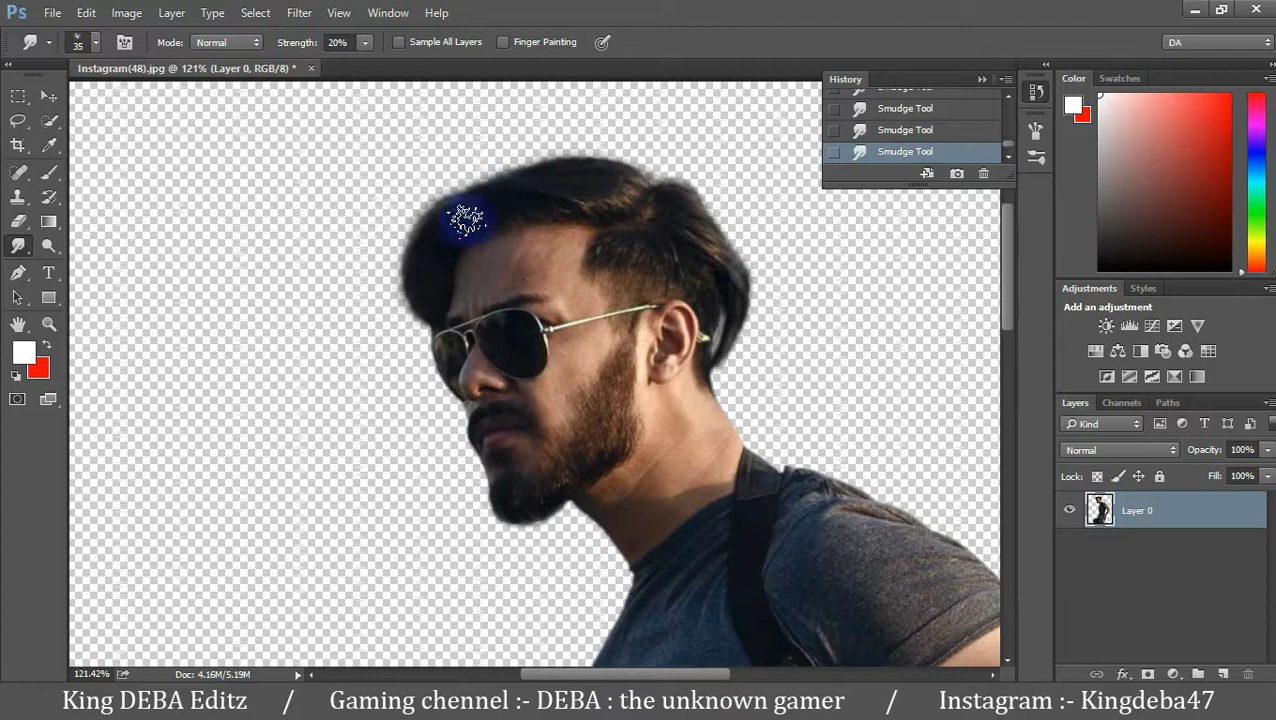 Ps File Edit Image Layer Type Select Filter View Window Help
35 Mode: Normal Strength: 20% Sample All Layers Finger Painting DA
Instagram(48).jpg @ 121% (Layer 0, RGB/8) * ×
History
Smudge Tool
Smudge Tool
Smudge Tool
Color Swatches
Adjustments Styles
Add an adjustment
Layers Channels Paths
Kind
Normal Opacity: 100%
Lock: Fill: 100%
Layer 0
121.42% Doc: 4.16M/5.19M
King DEBA Editz / Gaming chennel :- DEBA : the unknown gamer / Instagram :- Kingdeba47